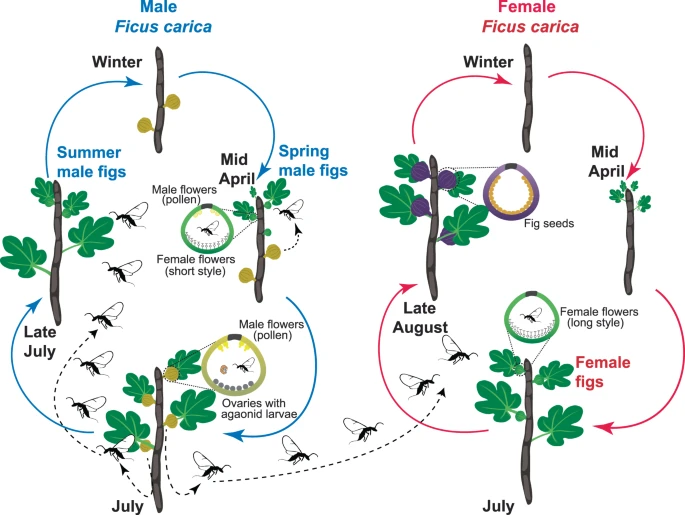 Male
Ficus carica
Female
Ficus carica
Winter
Winter
Summer
male figs
Mid
April
Spring
male figs
Male flowers
(pollen)
Female flowers
(short style)
Fig seeds
Mid
April
Late
July
Male flowers
(pollen)
Ovaries with
agaonid larvae
Late
August
Female flowers
(long style)
Female
figs
July
July